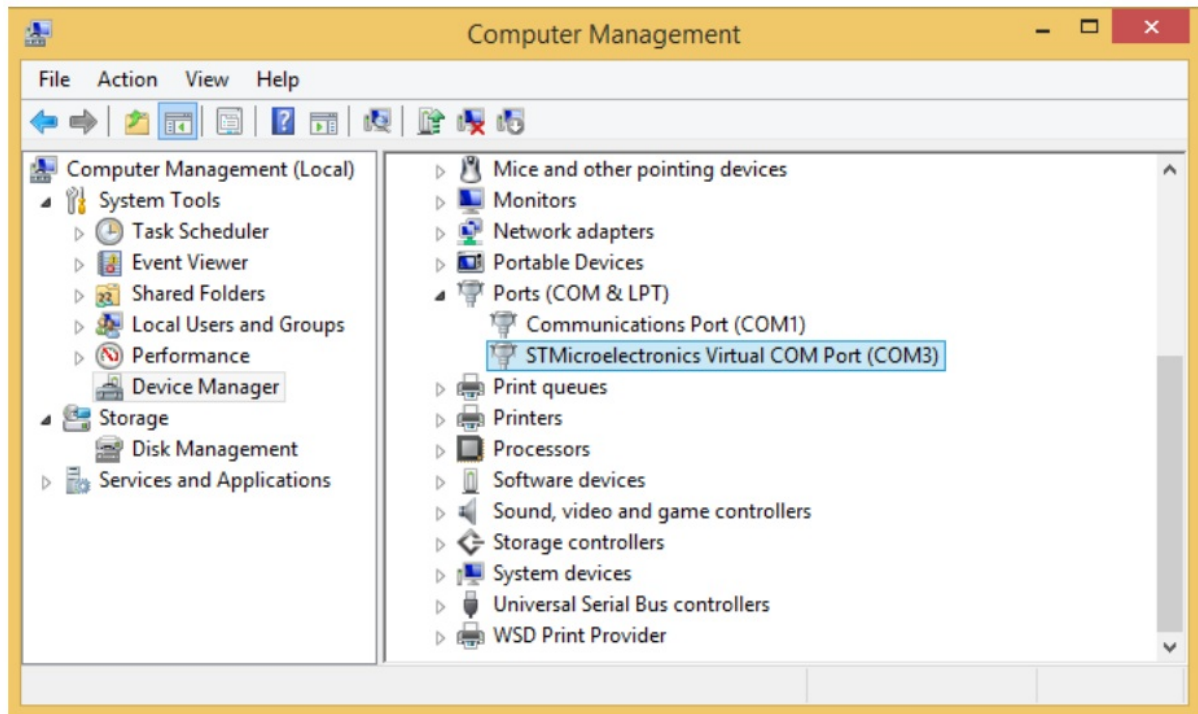 Computer Management
File Action View Help
Computer Management (Local)
System Tools
Task Scheduler
Event Viewer
Shared Folders
Local Users and Groups
Performance
Device Manager
Storage
Disk Management
Services and Applications
Mice and other pointing devices
Monitors
Network adapters
Portable Devices
Ports (COM & LPT)
Communications Port (COM1)
STMicroelectronics Virtual COM Port (COM3)
Print queues
Printers
Processors
Software devices
Sound, video and game controllers
Storage controllers
System devices
Universal Serial Bus controllers
WSD Print Provider